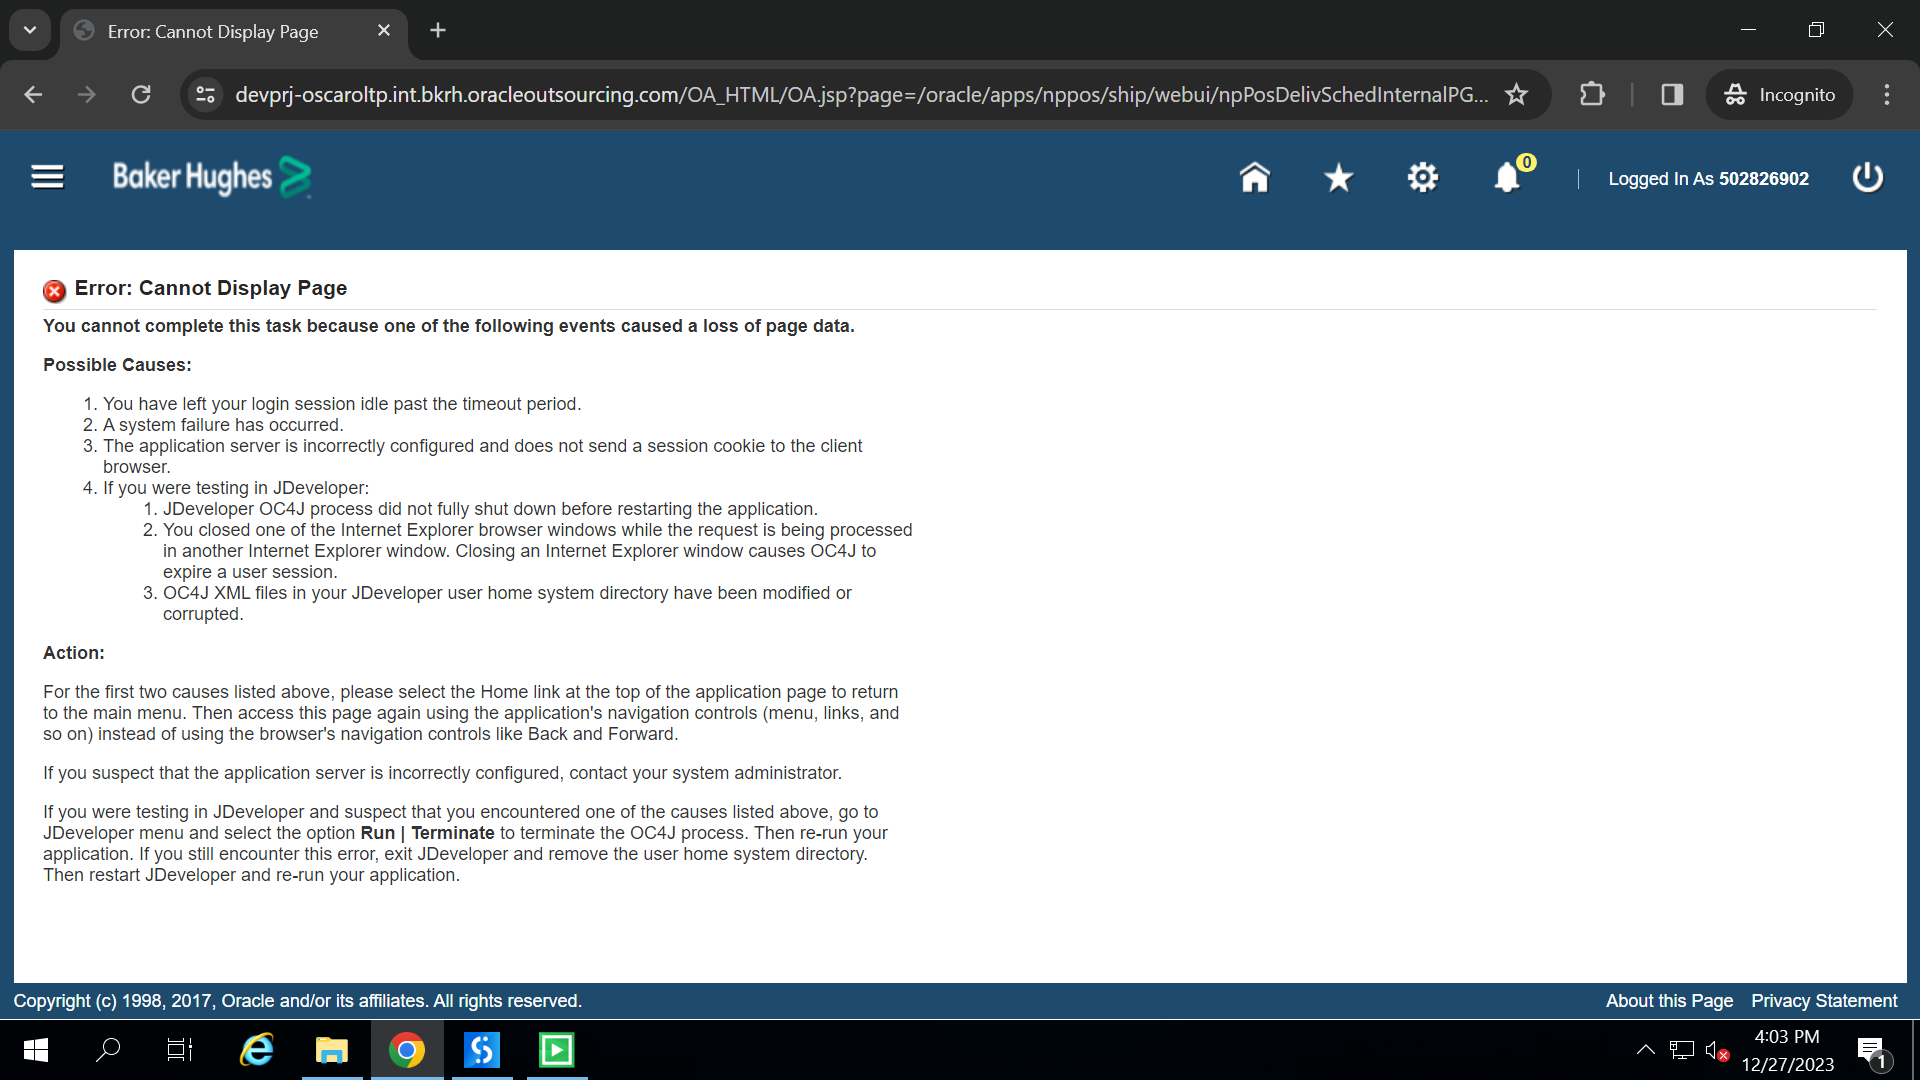 Error: Cannot Display Page
devprj-oscaroltp.int.bkrh.oracleoutsourcing.com/OA_HTML/OA.jsp?page=/oracle/apps/nppos/ship/webui/npPosDelivSchedInternalPG...
Incognito
Baker Hughes
0
Logged In As 502826902
Error: Cannot Display Page
You cannot complete this task because one of the following events caused a loss of page data.
Possible Causes:
1. You have left your login session idle past the timeout period.
2. A system failure has occurred.
3. The application server is incorrectly configured and does not send a session cookie to the client
browser.
4. If you were testing in JDeveloper:
1. JDeveloper OC4J process did not fully shut down before restarting the application.
2. You closed one of the Internet Explorer browser windows while the request is being processed
in another Internet Explorer window. Closing an Internet Explorer window causes OC4J to
expire a user session.
3. OC4J XML files in your JDeveloper user home system directory have been modified or
corrupted.
Action:
For the first two causes listed above, please select the Home link at the top of the application page to return
to the main menu. Then access this page again using the application's navigation controls (menu, links, and
so on) instead of using the browser's navigation controls like Back and Forward.
If you suspect that the application server is incorrectly configured, contact your system administrator.
If you were testing in JDeveloper and suspect that you encountered one of the causes listed above, go to
JDeveloper menu and select the option Run | Terminate to terminate the OC4J process. Then re-run your
application. If you still encounter this error, exit JDeveloper and remove the user home system directory.
Then restart JDeveloper and re-run your application.
Copyright (c) 1998, 2017, Oracle and/or its affiliates. All rights reserved.
About this Page Privacy Statement
4:03 PM
12/27/2023
1